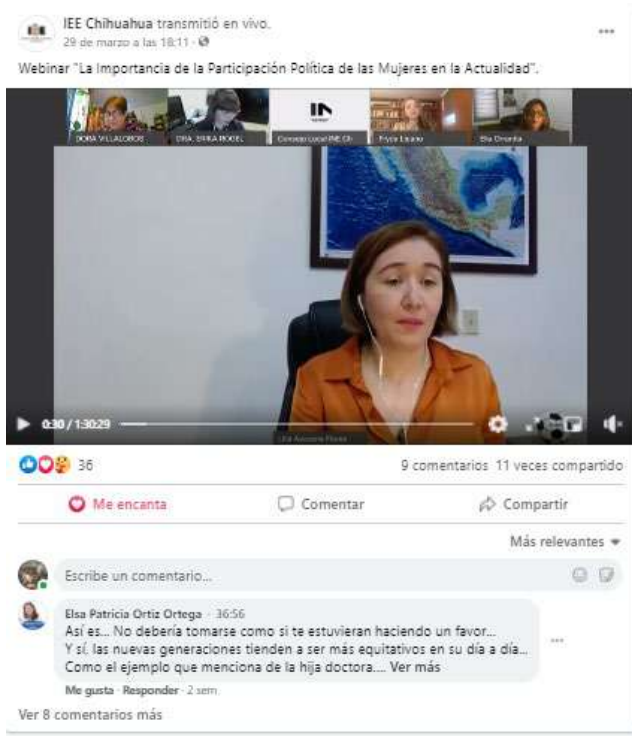 IEE Chihuahua transmitió en vivo.
29 de marzo a las 18:11
Webinar "La Importancia de la Participación Política de las Mujeres en la Actualidad".
DORA VILLALOBOS
DRA. ERIKA ROGEL
Consejo Local INE Ch
Fryda Licano
Elia Orrantia
0:30 / 1:30:29
36
9 comentarios 11 veces compartido
Me encanta
Comentar
Compartir
Más relevantes
Escribe un comentario...
Elsa Patricia Ortiz Ortega · 36:56
Así es... No debería tomarse como si te estuvieran haciendo un favor...
Y sí, las nuevas generaciones tienden a ser más equitativos en su día a día...
Como el ejemplo que menciona de la hija doctora.... Ver más
Me gusta · Responder · 2 sem
Ver 8 comentarios más